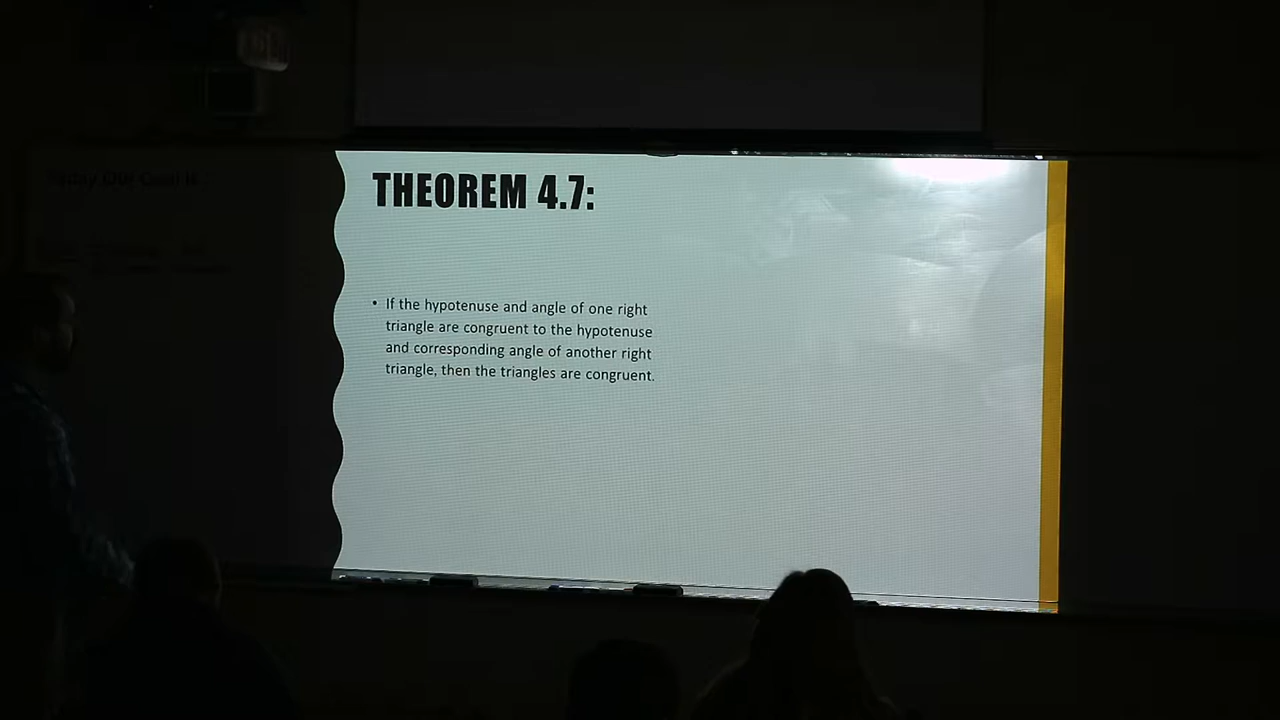 THEOREM 4.7:
• If the hypotenuse and angle of one right
triangle are congruent to the hypotenuse
and corresponding angle of another right
triangle, then the triangles are congruent.